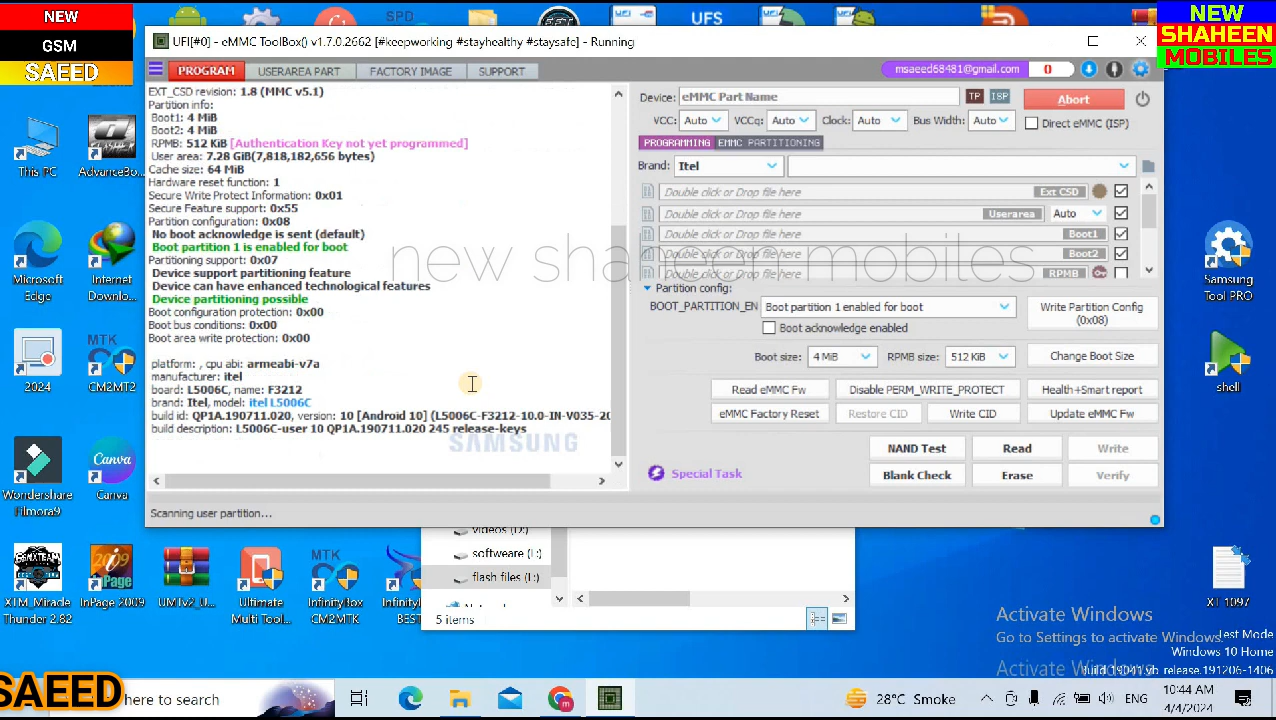 NEW
GSM
SAEED
NEW
SHAHEEN
MOBILES
SPD
UFS
UFI[#0] - eMMC ToolBox() v1.7.0.2662 [#keepworking #stayhealthy #staysafe] - Running
PROGRAM
USERAREA PART
FACTORY IMAGE
SUPPORT
msaeed68481@gmail.com
EXT_CSD revision: 1.8 (MMC v5.1)
Partition info:
Boot1: 4 MiB
Boot2: 4 MiB
RPMB: 512 KiB [Authentication Key not yet programmed]
User area: 7.28 GiB(7,818,182,656 bytes)
Cache size: 64 MiB
Hardware reset function: 1
Secure Write Protect Information: 0x01
Secure Feature support: 0x55
Partition configuration: 0x08
No boot acknowledge is sent (default)
Boot partition 1 is enabled for boot
Partitioning support: 0x07
Device support partitioning feature
Device can have enhanced technological features
Device partitioning possible
Boot configuration protection: 0x00
Boot bus conditions: 0x00
Boot area write protection: 0x00
platform: , cpu abi: armeabi-v7a
manufacturer: itel
board: L5006C, name: F3212
brand: Itel, model: itel L5006C
build id: QP1A.190711.020, version: 10 [Android 10] (L5006C-F3212-10.0-IN-V035-20
build description: L5006C-user 10 QP1A.190711.020 245 release-keys
SAMSUNG
Scanning user partition...
new shaheen mobiles
Device: eMMC Part Name
TP
ISP
Abort
VCC: Auto
VCCq: Auto
Clock: Auto
Bus Width: Auto
Direct eMMC (ISP)
PROGRAMMING
EMMC PARTITIONING
Brand: Itel
Double click or Drop file here
Ext CSD
Double click or Drop file here
Userarea
Auto
Double click or Drop file here
Boot1
Double click or Drop file here
Boot2
Double click or Drop file here
RPMB
Partition config:
BOOT_PARTITION_EN
Boot partition 1 enabled for boot
Boot acknowledge enabled
Write Partition Config
(0x08)
Boot size: 4 MiB
RPMB size: 512 KiB
Change Boot Size
Read eMMC Fw
Disable PERM_WRITE_PROTECT
Health+Smart report
eMMC Factory Reset
Restore CID
Write CID
Update eMMC Fw
NAND Test
Read
Write
Special Task
Blank Check
Erase
Verify
This PC
AdvanceBo...
Microsoft
Edge
Internet
Downlo...
2024
MTK
CM2MT2
Wondershare
Filmora9
Canva
Canva
XTM_Miracle
Thunder 2.82
2009
InPage
InPage 2009
UMTv2_U...
Ultimate
Multi Tool...
MTK
InfinityBox
CM2MTK
Samsung
Tool PRO
shell
XT 1097
videos (D:)
software (E:)
5 items
Activate Windows
Go to Settings to activate Windows.
Test Mode
Windows 10 Home
SAEED
here to search
28°C Smoke
ENG
10:44 AM
4/4/2024